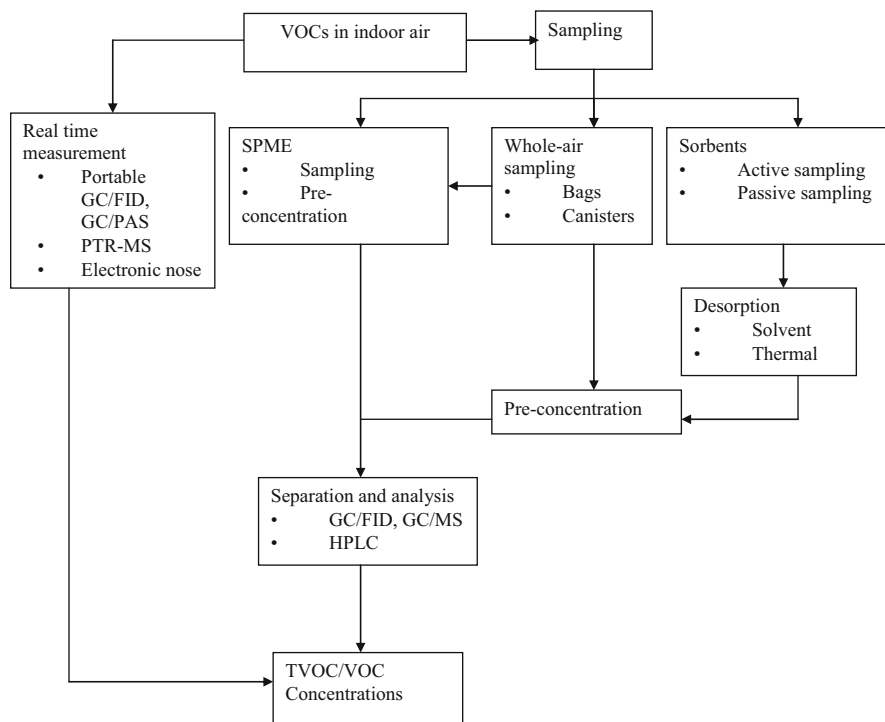 VOCs in indoor air
Sampling
Real time
measurement
• Portable
GC/FID,
GC/PAS
• PTR-MS
• Electronic nose
SPME
• Sampling
• Pre-
concentration
Whole-air
sampling
• Bags
• Canisters
Sorbents
• Active sampling
• Passive sampling
Desorption
• Solvent
• Thermal
Pre-concentration
Separation and analysis
• GC/FID, GC/MS
• HPLC
TVOC/VOC
Concentrations